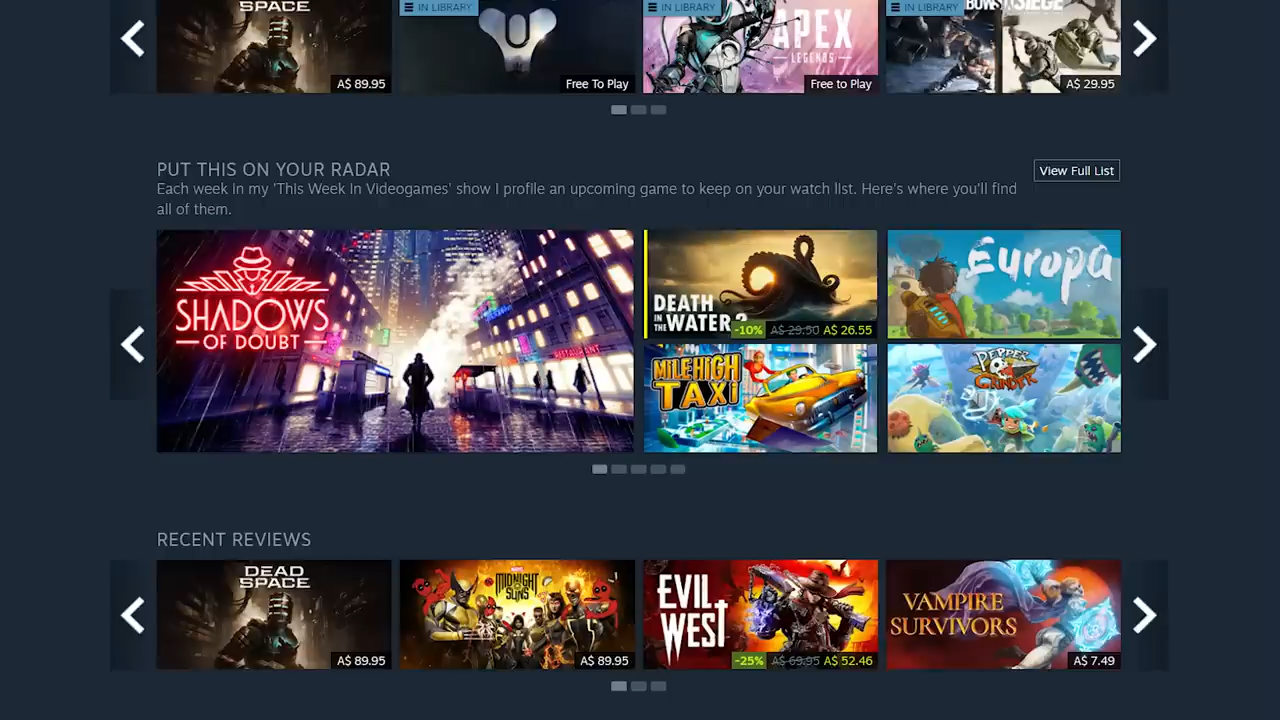 SPACE
A$ 89.95
IN LIBRARY
Free To Play
IN LIBRARY
APEX
LEGENDS
Free to Play
IN LIBRARY
SIEGE
A$ 29.95
PUT THIS ON YOUR RADAR
Each week in my 'This Week in Videogames' show I profile an upcoming game to keep on your watch list. Here's where you'll find
all of them.
View Full List
SHADOWS
OF DOUBT
DEATH
IN THE WATER 2
-10% A$ 29.50 A$ 26.55
Europa
MILE HIGH
TAXI
PEPPER
GRINDER
RECENT REVIEWS
DEAD
SPACE
A$ 89.95
MARVEL
MIDNIGHT
SUNS
A$ 89.95
EVIL
WEST
-25% A$ 69.95 A$ 52.46
VAMPIRE
SURVIVORS
A$ 7.49